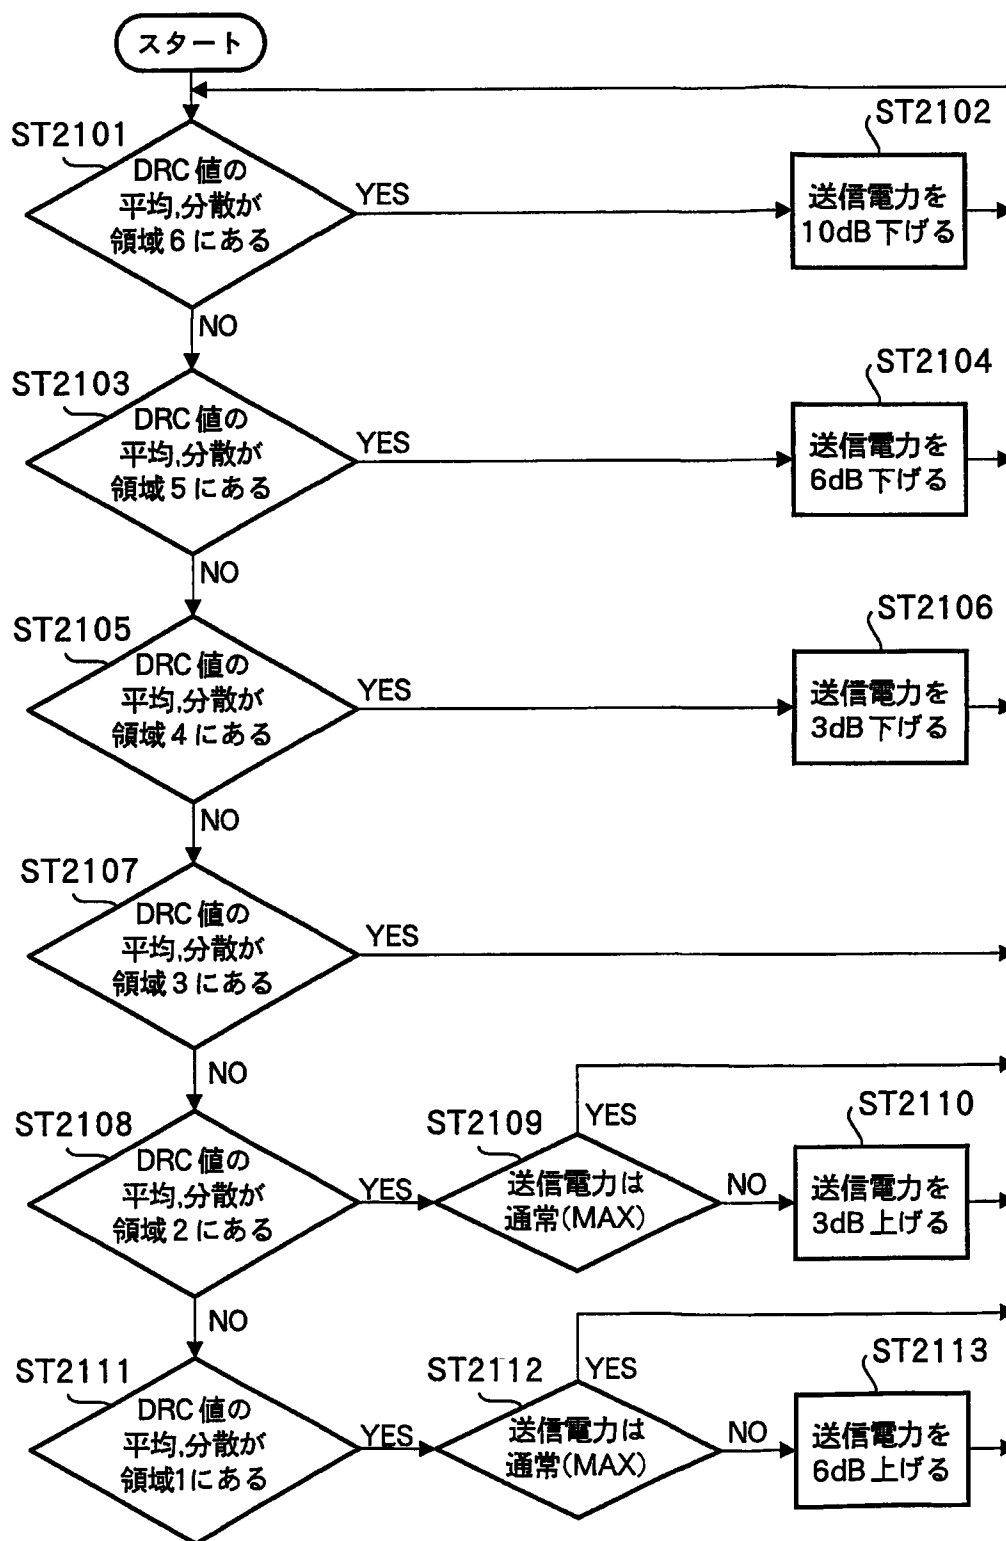 スタート
ST2101
DRC値の
平均,分散が
領域6にある
YES
ST2102
送信電力を
10dB下げる
NO
ST2103
DRC値の
平均,分散が
領域5にある
YES
ST2104
送信電力を
6dB下げる
NO
ST2105
DRC値の
平均,分散が
領域4にある
YES
ST2106
送信電力を
3dB下げる
NO
ST2107
DRC値の
平均,分散が
領域3にある
YES
NO
ST2108
DRC値の
平均,分散が
領域2にある
YES
ST2109
送信電力は
通常(MAX)
YES
NO
ST2110
送信電力を
3dB上げる
NO
ST2111
DRC値の
平均,分散が
領域1にある
YES
ST2112
送信電力は
通常(MAX)
YES
NO
ST2113
送信電力を
6dB上げる